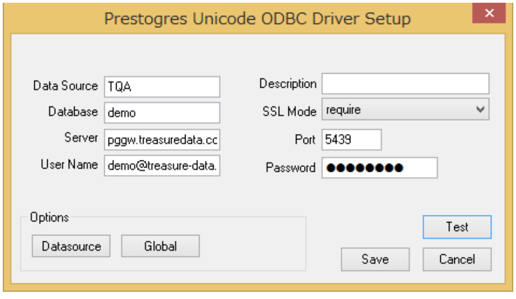 Prestogres Unicode ODBC Driver Setup
Data Source TQA
Description
Database demo
SSL Mode require
Server pggw.treasuredata.cc
Port 5439
User Name demo@treasure-data.
Password ●●●●●●●●
Options
Datasource Global
Test
Save Cancel